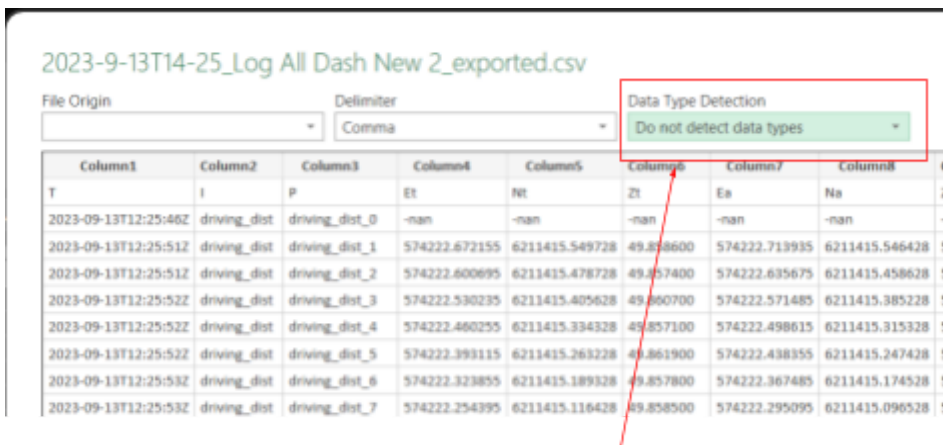 2023-9-13T14-25_Log All Dash New 2_exported.csv
File Origin Delimiter Data Type Detection
Comma Do not detect data types
Column1 Column2 Column3 Column4 Column5 Column6 Column7 Column8
T I P Et Nt Zt Ea Na
2023-09-13T12:25:46Z driving_dist driving_dist_0 -nan -nan -nan -nan -nan
2023-09-13T12:25:51Z driving_dist driving_dist_1 574222.672155 6211415.549728 49.858600 574222.713935 6211415.546428
2023-09-13T12:25:51Z driving_dist driving_dist_2 574222.600695 6211415.478728 49.857400 574222.635675 6211415.458628
2023-09-13T12:25:52Z driving_dist driving_dist_3 574222.530235 6211415.405628 49.860700 574222.571485 6211415.385228
2023-09-13T12:25:52Z driving_dist driving_dist_4 574222.460255 6211415.334328 49.857100 574222.498615 6211415.315328
2023-09-13T12:25:52Z driving_dist driving_dist_5 574222.393115 6211415.263228 49.861900 574222.438355 6211415.247428
2023-09-13T12:25:53Z driving_dist driving_dist_6 574222.323855 6211415.189328 49.857800 574222.367485 6211415.174528
2023-09-13T12:25:53Z driving_dist driving_dist_7 574222.254395 6211415.116428 49.858500 574222.295095 6211415.096528